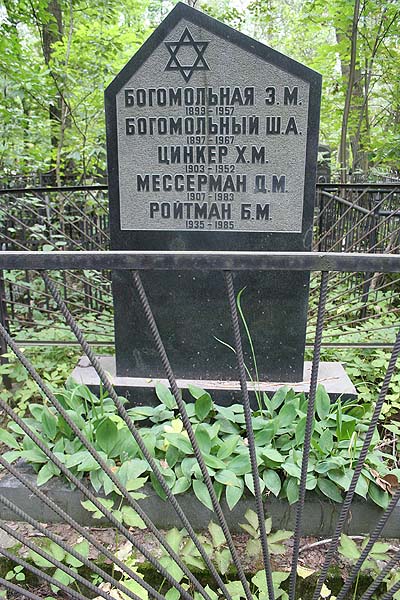 БОГОМОЛЬНАЯ З.М.
1898 - 1957
БОГОМОЛЬНЫЙ Ш.А.
1897 - 1967
ЦИНКЕР Х.М.
1903 - 1952
МЕССЕРМАН Д.М.
1907 - 1983
РОЙТМАН Б.М.
1935 - 1985